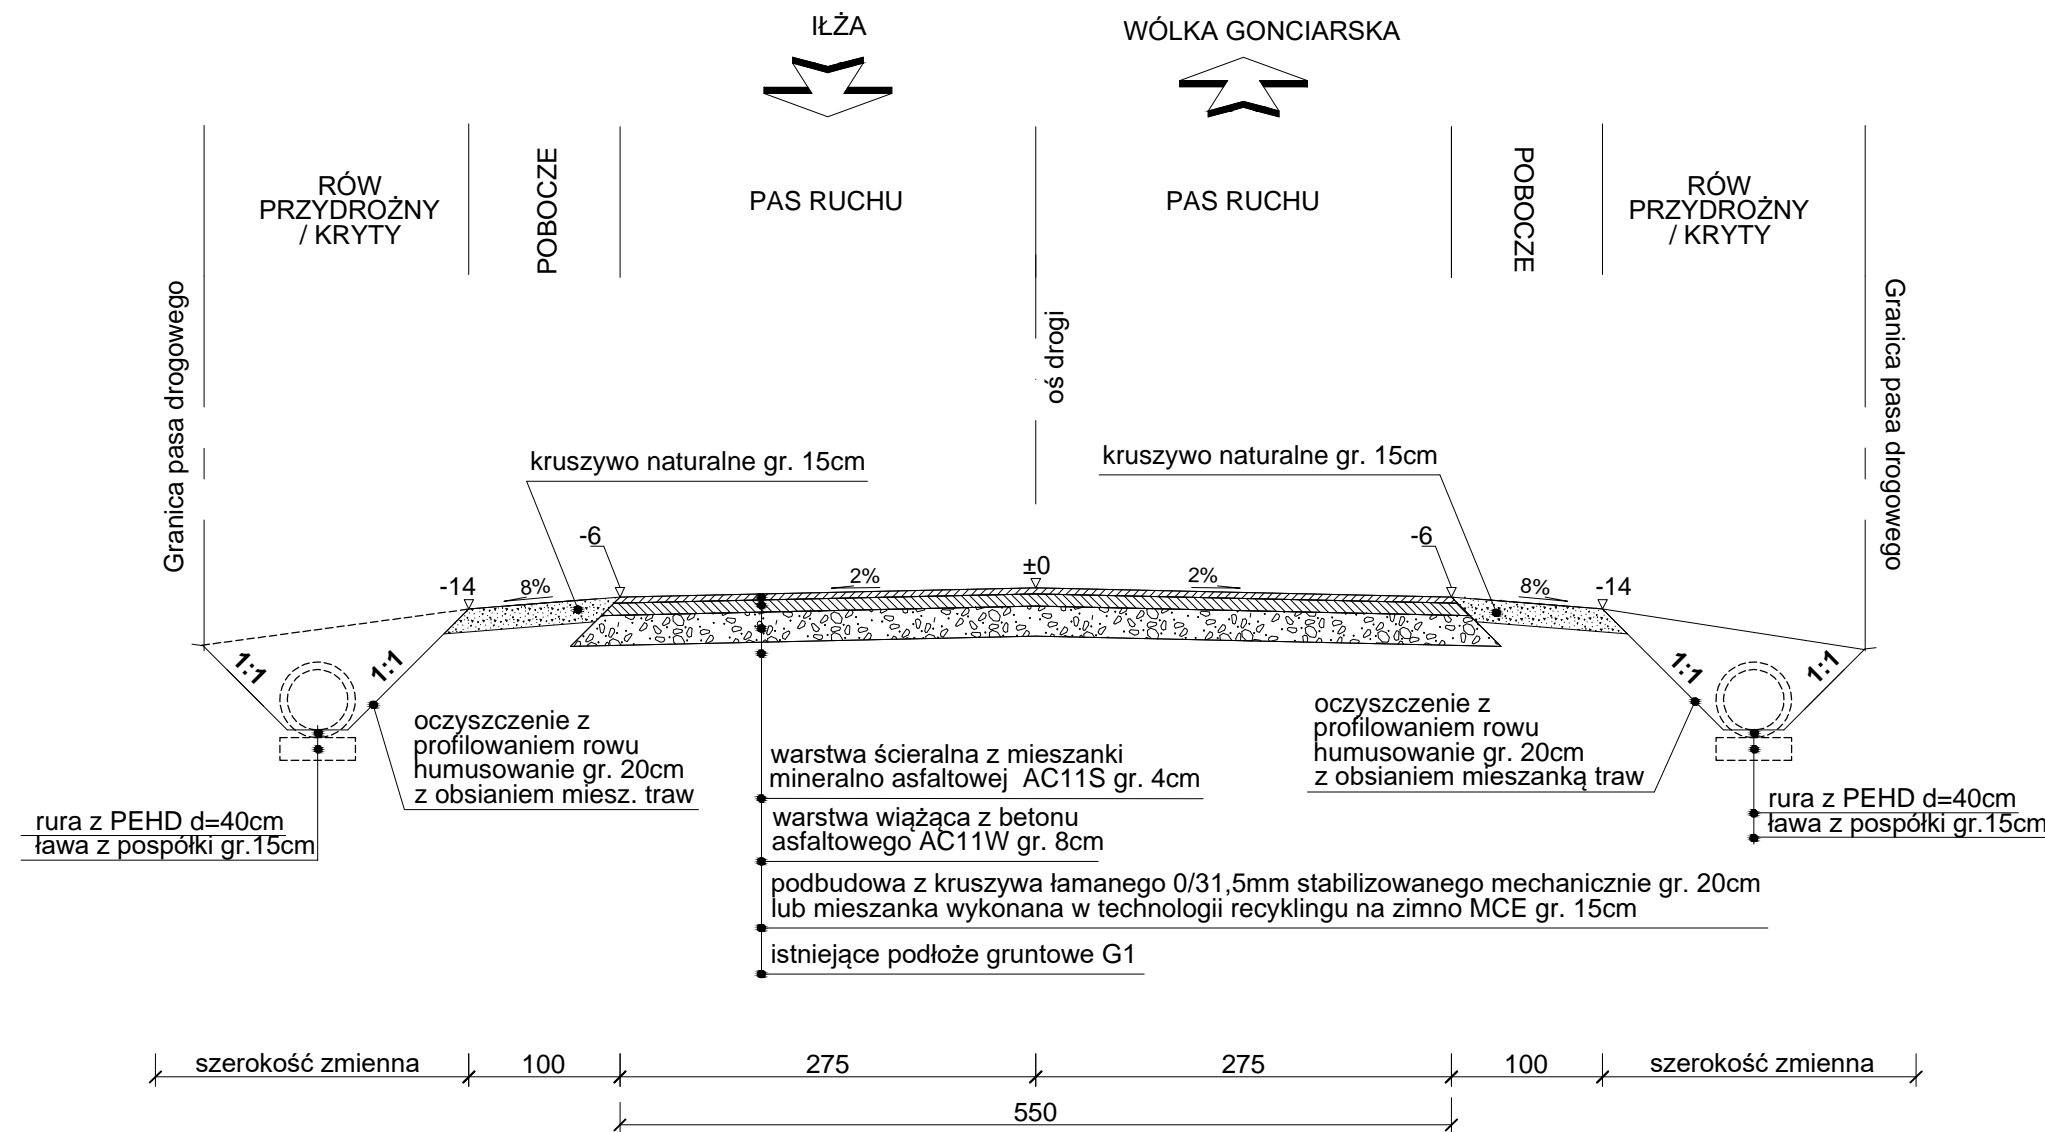 IŁŻA
WÓLKA GONCIARSKA
RÓW
PRZYDROŻNY
/ KRYTY
POBOCZE
PAS RUCHU
PAS RUCHU
POBOCZE
RÓW
PRZYDROŻNY
/ KRYTY
Granica pasa drogowego
oś drogi
Granica pasa drogowego
kruszywo naturalne gr. 15cm
kruszywo naturalne gr. 15cm
-14
8%
-6
2%
±0
2%
-6
8%
-14
1:1
1:1
1:1
1:1
oczyszczenie z
profilowaniem rowu
humusowanie gr. 20cm
z obsianiem miesz. traw
oczyszczenie z
profilowaniem rowu
humusowanie gr. 20cm
z obsianiem mieszanką traw
rura z PEHD d=40cm
ława z pospółki gr.15cm
warstwa ścieralna z mieszanki
mineralno asfaltowej AC11S gr. 4cm
warstwa wiążąca z betonu
asfaltowego AC11W gr. 8cm
podbudowa z kruszywa łamanego 0/31,5mm stabilizowanego mechanicznie gr. 20cm
lub mieszanka wykonana w technologii recyklingu na zimno MCE gr. 15cm
istniejące podłoże gruntowe G1
rura z PEHD d=40cm
ława z pospółki gr.15cm
szerokość zmienna
100
275
275
100
szerokość zmienna
550